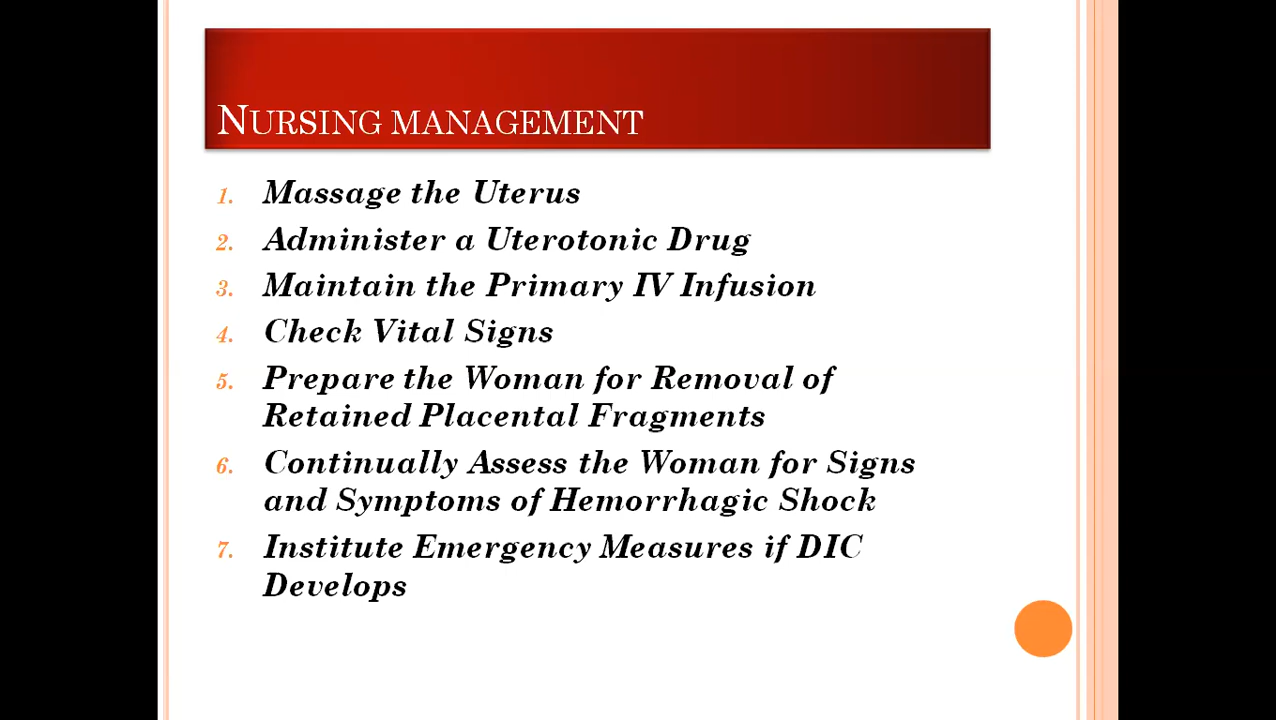 NURSING MANAGEMENT
1. Massage the Uterus
2. Administer a Uterotonic Drug
3. Maintain the Primary IV Infusion
4. Check Vital Signs
5. Prepare the Woman for Removal of
Retained Placental Fragments
6. Continually Assess the Woman for Signs
and Symptoms of Hemorrhagic Shock
7. Institute Emergency Measures if DIC
Develops